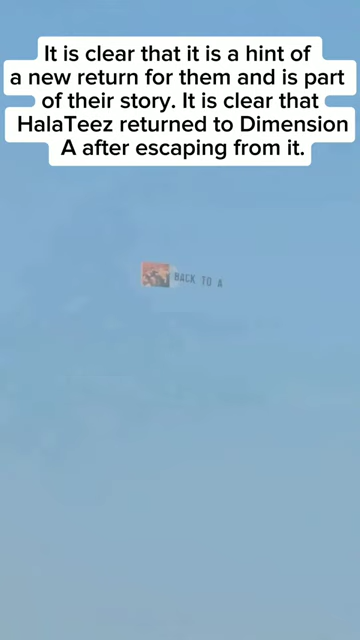 It is clear that it is a hint of
a new return for them and is part
of their story. It is clear that
HalaTeez returned to Dimension
A after escaping from it.
BACK TO A